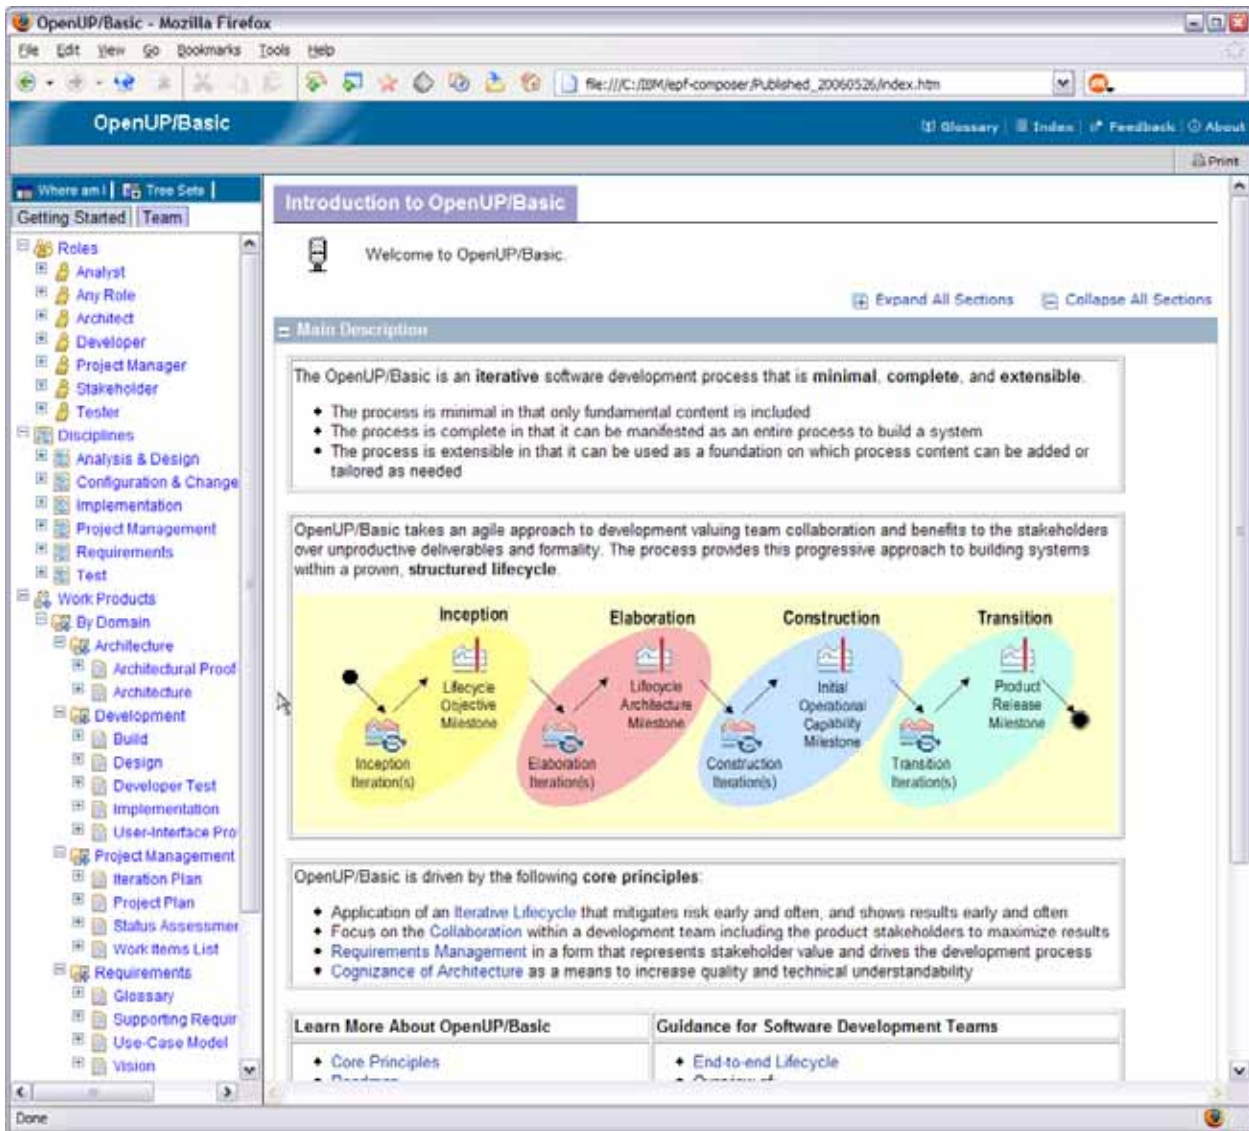 OpenUP/Basic - Mozilla Firefox
File Edit View Go Bookmarks Tools Help
file:///C:/IBM/epf-composer/Published_20060526/index.htm
OpenUP/Basic
Glossary Index Feedback About
Print
Where am I Tree Sets
Getting Started Team
Roles
Analyst
Any Role
Architect
Developer
Project Manager
Stakeholder
Tester
Disciplines
Analysis & Design
Configuration & Change
Implementation
Project Management
Requirements
Test
Work Products
By Domain
Architecture
Architectural Proof
Architecture
Development
Build
Design
Developer Test
Implementation
User-Interface Pro
Project Management
Iteration Plan
Project Plan
Status Assessmen
Work Items List
Requirements
Glossary
Supporting Requir
Use-Case Model
Vision
Introduction to OpenUP/Basic
Welcome to OpenUP/Basic.
Expand All Sections Collapse All Sections
Main Description
The OpenUP/Basic is an iterative software development process that is minimal, complete, and extensible.
The process is minimal in that only fundamental content is included
The process is complete in that it can be manifested as an entire process to build a system
The process is extensible in that it can be used as a foundation on which process content can be added or
tailored as needed
OpenUP/Basic takes an agile approach to development valuing team collaboration and benefits to the stakeholders
over unproductive deliverables and formality. The process provides this progressive approach to building systems
within a proven, structured lifecycle.
Inception Elaboration Construction Transition
Lifecycle
Objective
Milestone
Lifecycle
Architecture
Milestone
Initial
Operational
Capability
Milestone
Product
Release
Milestone
Inception
Iteration(s)
Elaboration
Iteration(s)
Construction
Iteration(s)
Transition
Iteration(s)
OpenUP/Basic is driven by the following core principles:
Application of an Iterative Lifecycle that mitigates risk early and often, and shows results early and often
Focus on the Collaboration within a development team including the product stakeholders to maximize results
Requirements Management in a form that represents stakeholder value and drives the development process
Cognizance of Architecture as a means to increase quality and technical understandability
Learn More About OpenUP/Basic
Core Principles
Roadmap
Guidance for Software Development Teams
End-to-end Lifecycle
Overview of:
Done